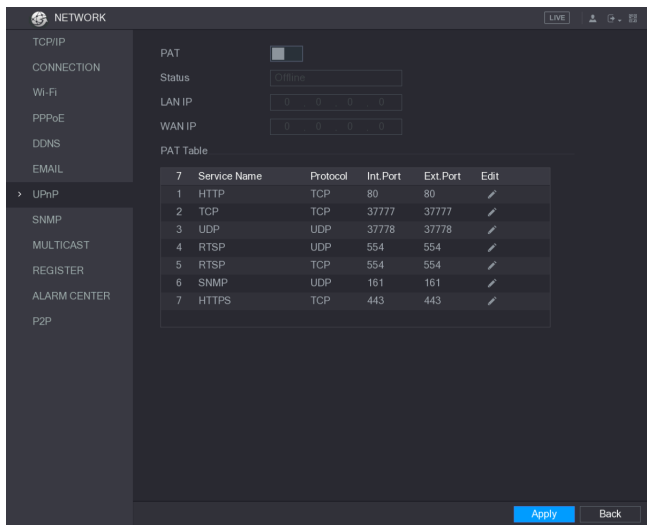 NETWORK
LIVE
TCP/IP
CONNECTION
Wi-Fi
PPPoE
DDNS
EMAIL
> UPnP
SNMP
MULTICAST
REGISTER
ALARM CENTER
P2P
PAT
Status Offline
LAN IP 0 . 0 . 0 . 0
WAN IP 0 . 0 . 0 . 0
PAT Table
7 Service Name Protocol Int.Port Ext.Port Edit
1 HTTP TCP 80 80
2 TCP TCP 37777 37777
3 UDP UDP 37778 37778
4 RTSP UDP 554 554
5 RTSP TCP 554 554
6 SNMP UDP 161 161
7 HTTPS TCP 443 443
Apply Back